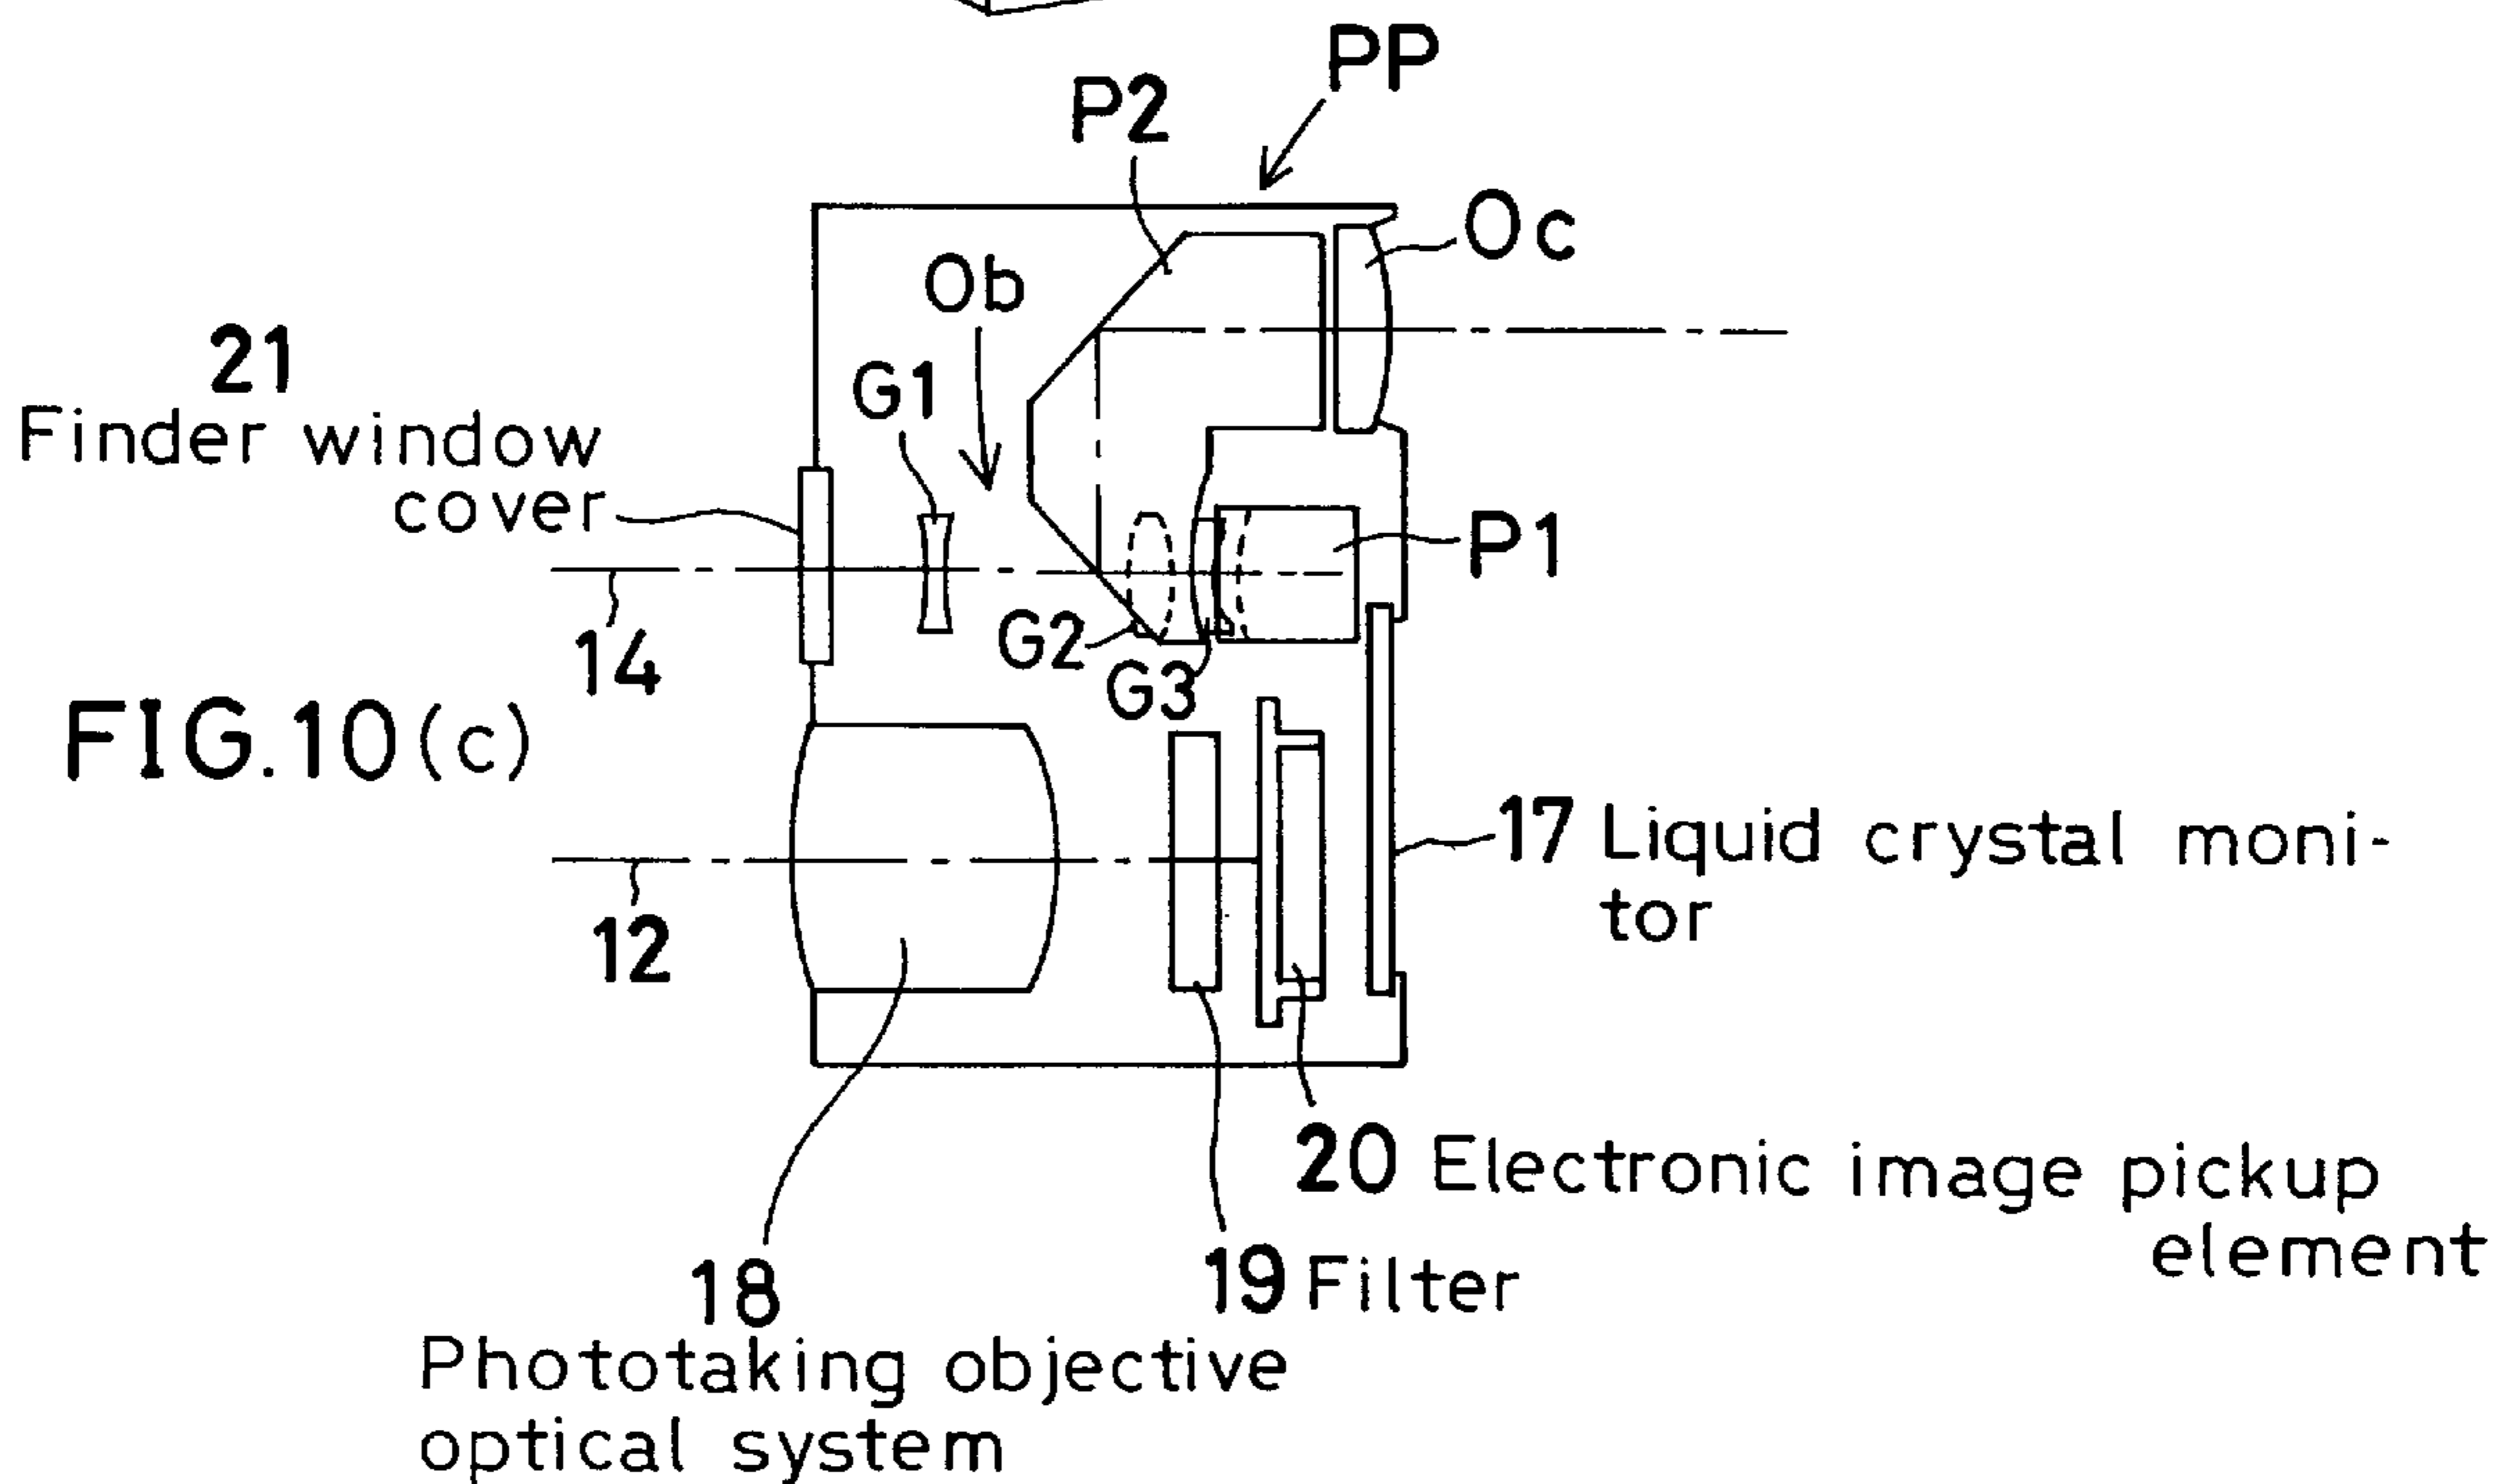 PP
P2
Oc
Ob
21
G1
Finder window
cover
P1
14
G2
G3
FIG.10(c)
17 Liquid crystal moni-
tor
12
20 Electronic image pickup
element
18
19 Filter
Phototaking objective
optical system